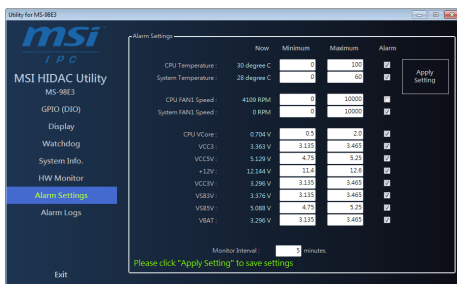 Utility for MS-98E3
msi
IPC
MSI HIDAC Utility
MS-98E3
GPIO (DIO)
Display
Watchdog
System Info.
HW Monitor
Alarm Settings
Alarm Logs
Exit
Alarm Settings
Now Minimum Maximum Alarm
CPU Temperature : 30 degree C 0 100
System Temperature : 28 degree C 0 60
Apply Setting
CPU FAN1 Speed : 4109 RPM 0 10000
System FAN1 Speed : 0 RPM 0 10000
CPU VCore : 0.704 V 0.5 2.0
VCC3 : 3.363 V 3.135 3.465
VCC5V : 5.129 V 4.75 5.25
+12V : 12.144 V 11.4 12.6
VCC3V : 3.296 V 3.135 3.465
VSB3V : 3.376 V 3.135 3.465
VSB5V : 5.088 V 4.75 5.25
VBAT : 3.296 V 3.135 3.465
Monitor Interval : 5 minutes.
Please click "Apply Setting" to save settings